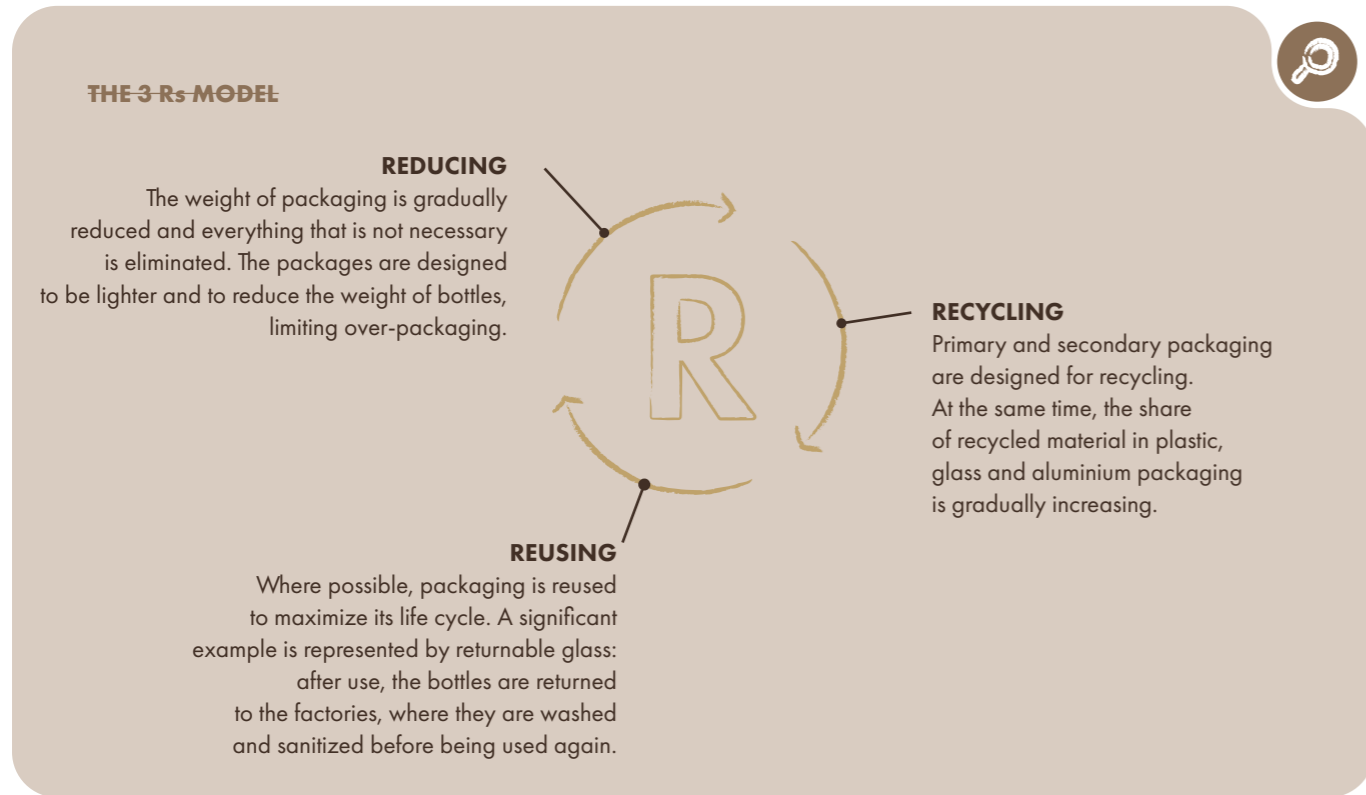 THE 3 Rs MODEL
REDUCING
The weight of packaging is gradually
reduced and everything that is not necessary
is eliminated. The packages are designed
to be lighter and to reduce the weight of bottles,
limiting over-packaging.
R
RECYCLING
Primary and secondary packaging
are designed for recycling.
At the same time, the share
of recycled material in plastic,
glass and aluminium packaging
is gradually increasing.
REUSING
Where possible, packaging is reused
to maximize its life cycle. A significant
example is represented by returnable glass:
after use, the bottles are returned
to the factories, where they are washed
and sanitized before being used again.